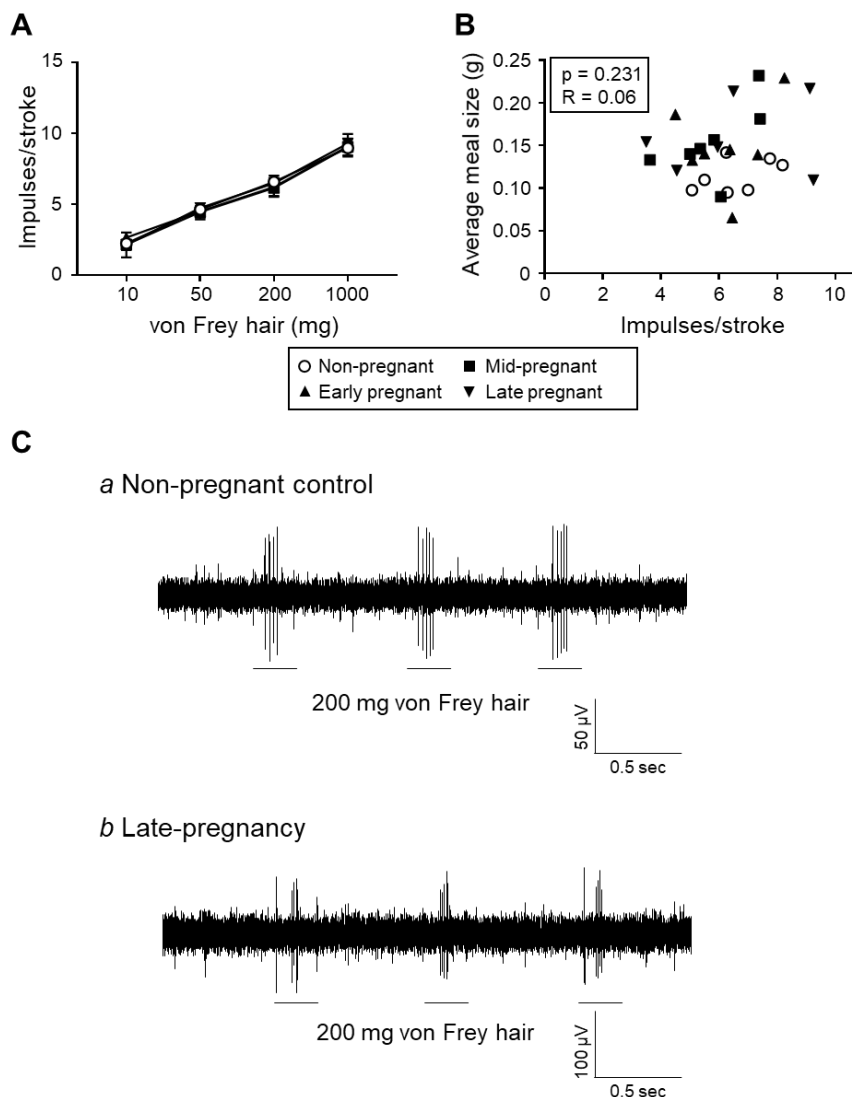 A
Impulses/stroke
15
10
5
0
10 50 200 1000
von Frey hair (mg)
B
Average meal size (g)
0.25
0.20
0.15
0.10
0.05
0.00
p = 0.231
R = 0.06
0 2 4 6 8 10
Impulses/stroke
Non-pregnant Mid-pregnant
Early pregnant Late pregnant
C
a Non-pregnant control
200 mg von Frey hair
50 µV
0.5 sec
b Late-pregnancy
200 mg von Frey hair
100 µV
0.5 sec